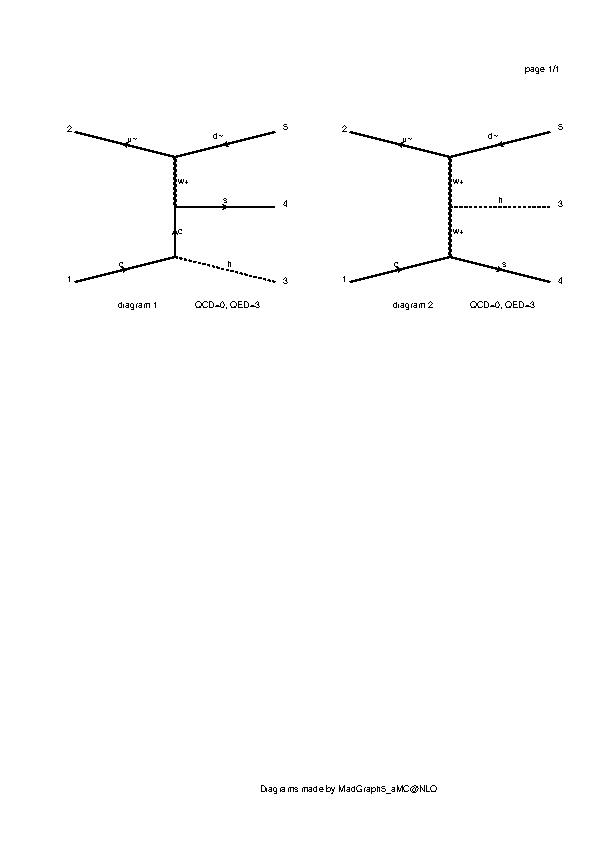 page 1/1
2 u~ d~ 5
w+
s 4
c
c h
1 3
diagram 1 QCD=0, QED=3
2 u~ d~ 5
w+
h 3
w+
c s
1 4
diagram 2 QCD=0, QED=3
Diagrams made by MadGraph5_aMC@NLO